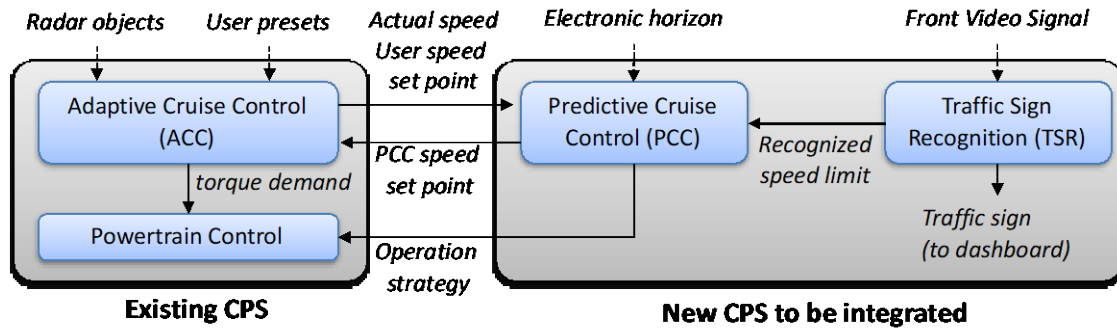 Radar objects
User presets
Actual speed
User speed
set point
Electronic horizon
Front Video Signal
Adaptive Cruise Control
(ACC)
Predictive Cruise
Control (PCC)
Traffic Sign
Recognition (TSR)
PCC speed
set point
Recognized
speed limit
torque demand
Powertrain Control
Operation
strategy
Traffic sign
(to dashboard)
Existing CPS
New CPS to be integrated